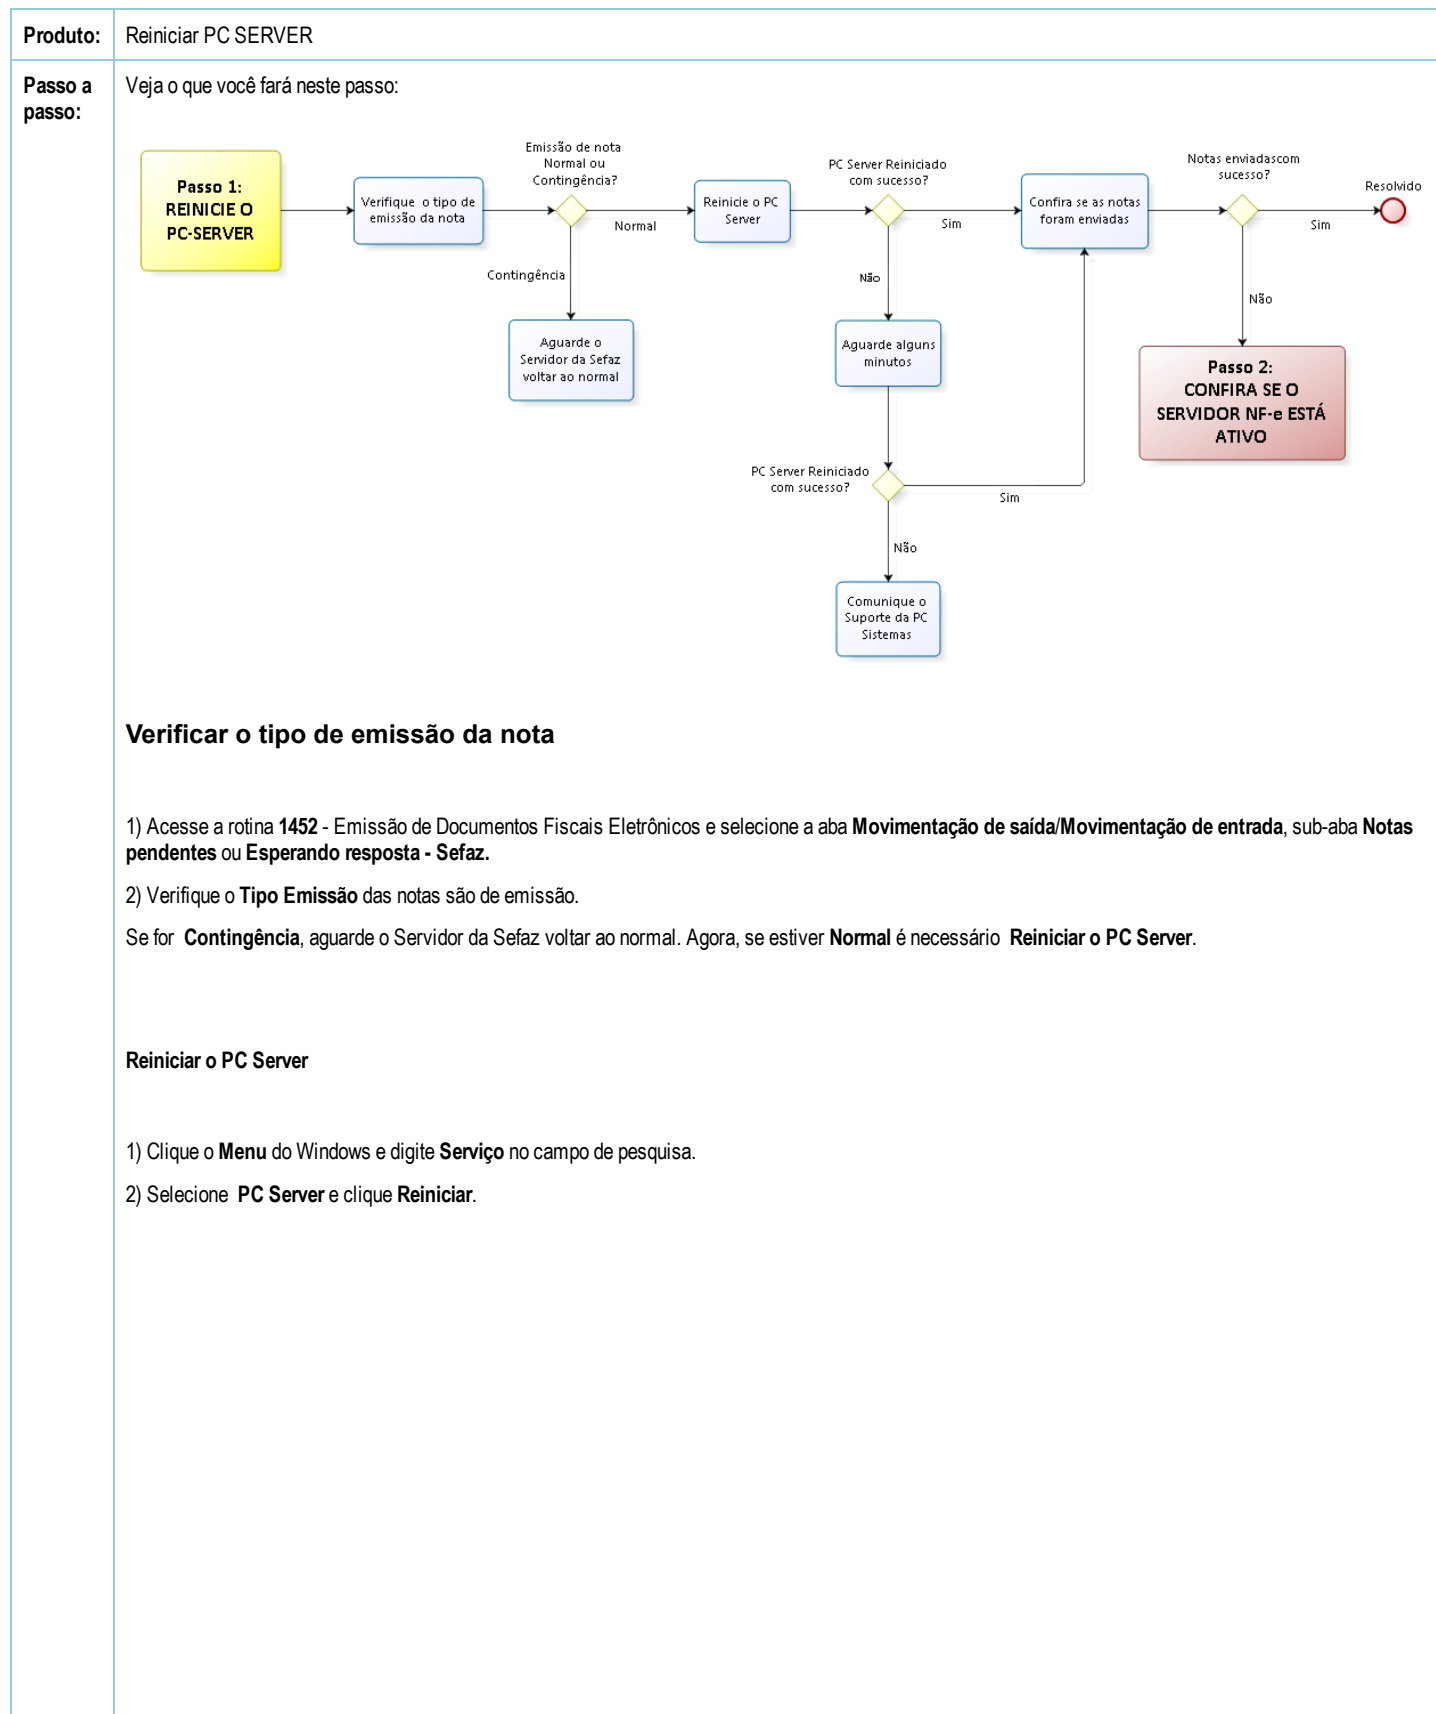 Produto:
Reiniciar PC SERVER
Passo a
passo:
Veja o que você fará neste passo:
Passo 1:
REINICIE O
PC-SERVER
Verifique o tipo de
emissão da nota
Emissão de nota
Normal ou
Contingência?
Normal
Contingência
Aguarde o
Servidor da Sefaz
voltar ao normal
Reinicie o PC
Server
PC Server Reiniciado
com sucesso?
Sim
Não
Aguarde alguns
minutos
PC Server Reiniciado
com sucesso?
Sim
Não
Comunique o
Suporte da PC
Sistemas
Confira se as notas
foram enviadas
Notas enviadascom
sucesso?
Sim
Resolvido
Não
Passo 2:
CONFIRA SE O
SERVIDOR NF-e ESTÁ
ATIVO
Verificar o tipo de emissão da nota
1) Acesse a rotina 1452 - Emissão de Documentos Fiscais Eletrônicos e selecione a aba Movimentação de saída/Movimentação de entrada, sub-aba Notas
pendentes ou Esperando resposta - Sefaz.
2) Verifique o Tipo Emissão das notas são de emissão.
Se for Contingência, aguarde o Servidor da Sefaz voltar ao normal. Agora, se estiver Normal é necessário Reiniciar o PC Server.
Reiniciar o PC Server
1) Clique o Menu do Windows e digite Serviço no campo de pesquisa.
2) Selecione PC Server e clique Reiniciar.